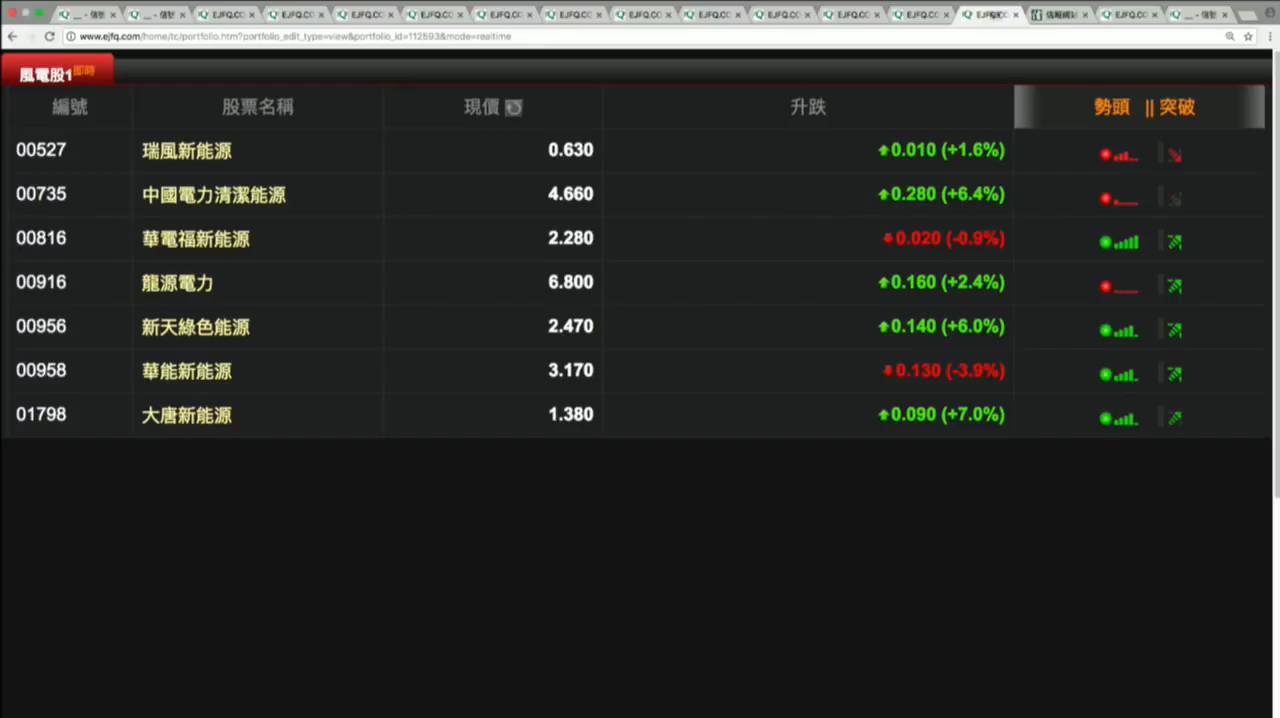 www.ejfq.com/home/tc/portfolio.htm?portfolio_edit_type=view&portfolio_id=112593&mode=realtime
風電股1即時
編號 股票名稱 現價 升跌 勢頭 || 突破
00527 瑞風新能源 0.630 0.010 (+1.6%)
00735 中國電力清潔能源 4.660 0.280 (+6.4%)
00816 華電福新能源 2.280 0.020 (-0.9%)
00916 龍源電力 6.800 0.160 (+2.4%)
00956 新天綠色能源 2.470 0.140 (+6.0%)
00958 華能新能源 3.170 0.130 (-3.9%)
01798 大唐新能源 1.380 0.090 (+7.0%)